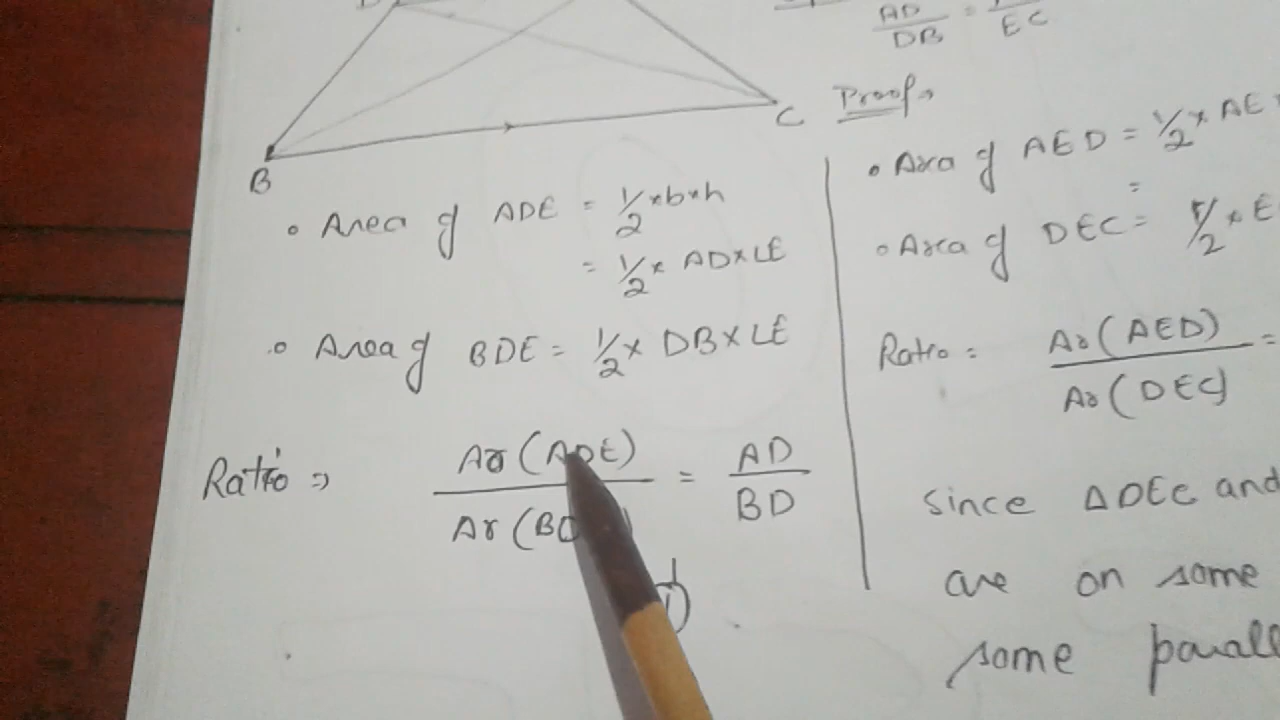 B
C
• Area of ADE = 1/2 × b × h
= 1/2 × AD × LE
• Area of BDE = 1/2 × DB × LE
Ratio ⇒ Ar (ADE) / Ar (BD = AD / BD
AD / DB = EC
Proof →
• Area of AED = 1/2 × AE ×
=
• Area of DEC = 1/2 × E
Ratio = Ar (AED) / Ar (DEC) =
Since ΔDEC and
are on same
same parall